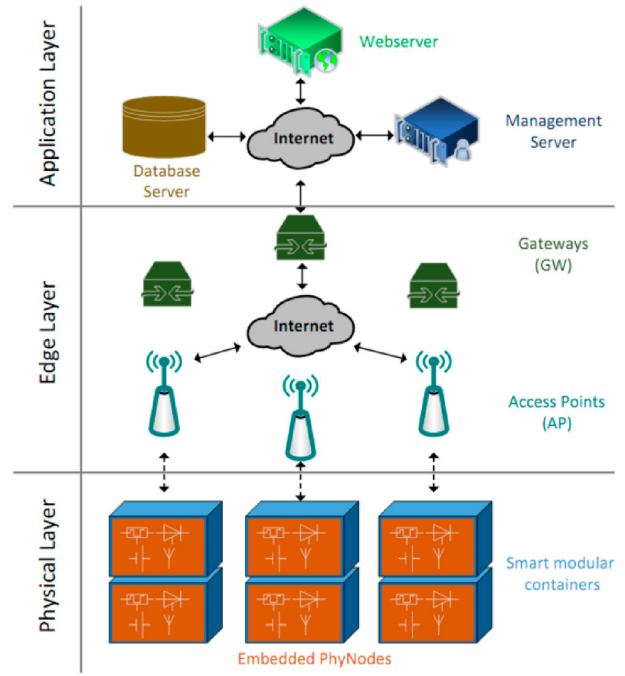 Application Layer
Webserver
Internet
Database
Server
Management
Server
Edge Layer
Gateways
(GW)
Internet
Access Points
(AP)
Physical Layer
Smart modular
containers
Embedded PhyNodes